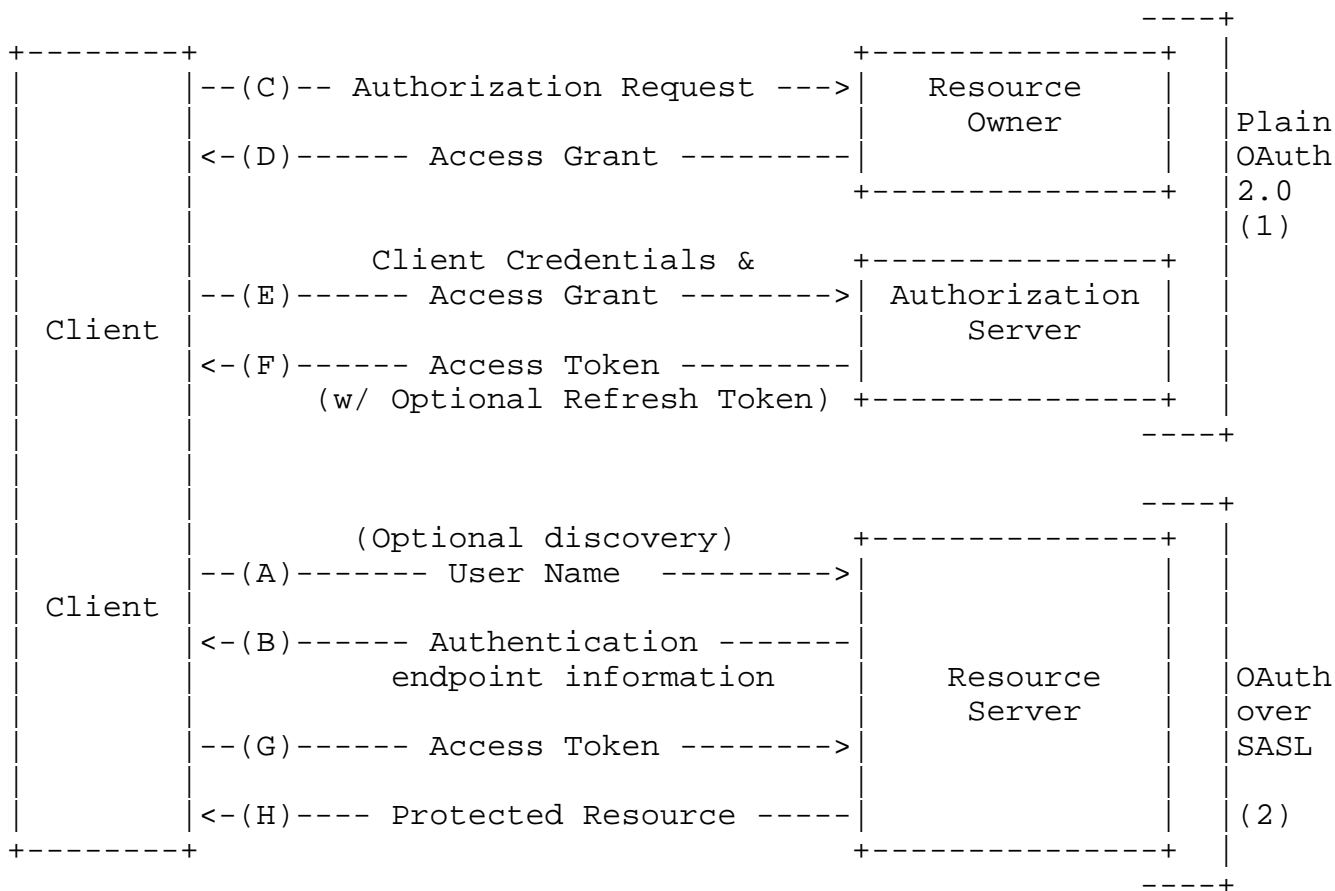 ----+
+--------+ +---------------+ |
| |--(C)-- Authorization Request --->| Resource | |
| | | Owner | |Plain
| |<-(D)------ Access Grant ---------| | |OAuth
| | +---------------+ |2.0
| | |(1)
| | Client Credentials & +---------------+ |
| |--(E)------ Access Grant -------->| Authorization | |
| Client | | Server | |
| |<-(F)------ Access Token ---------| | |
| | (w/ Optional Refresh Token) +---------------+ |
| | ----+
| |
| | ----+
| | (Optional discovery) +---------------+ |
| |--(A)------- User Name --------->| | |
| Client | | | |
| |<-(B)------ Authentication -------| | |
| | endpoint information | Resource | |OAuth
| | | Server | |over
| |--(G)------ Access Token -------->| | |SASL
| | | | |
| |<-(H)---- Protected Resource -----| | |(2)
+--------+ +---------------+ |
----+